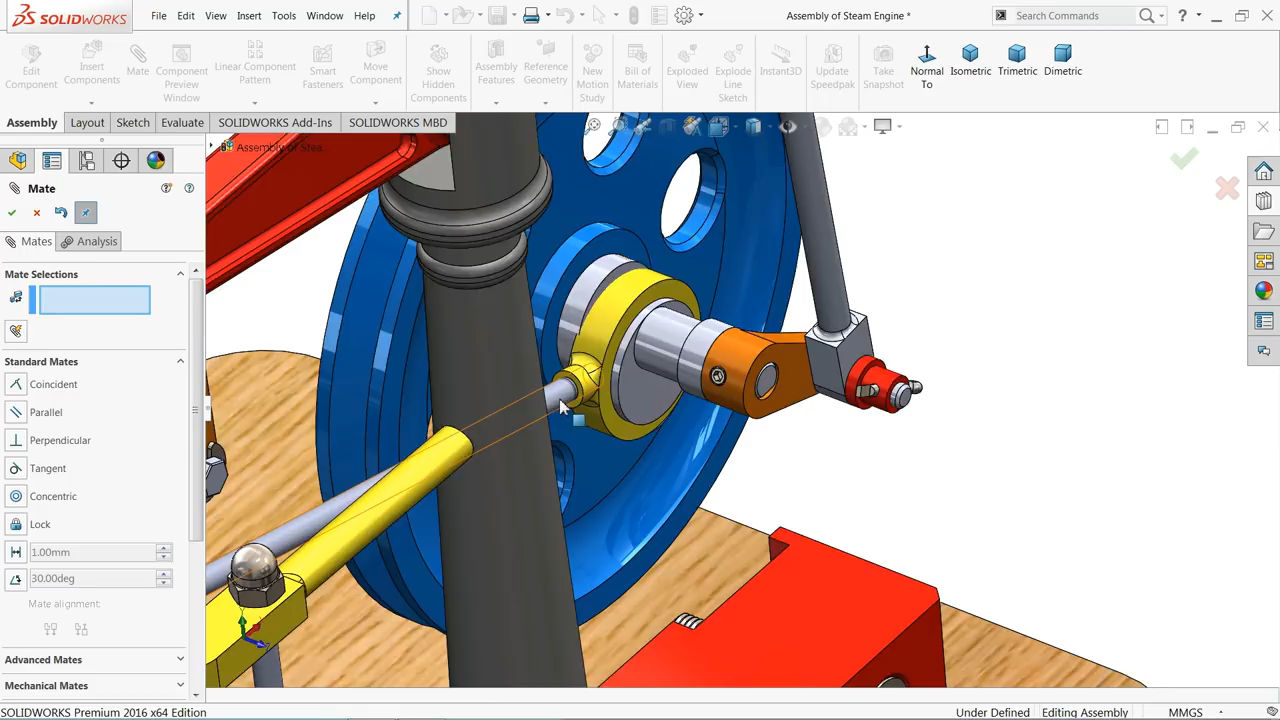 SOLIDWORKS
File Edit View Insert Tools Window Help
Assembly of Steam Engine *
Search Commands
Edit Component
Insert Components
Mate
Component Preview Window
Linear Component Pattern
Smart Fasteners
Move Component
Show Hidden Components
Assembly Features
Reference Geometry
New Motion Study
Bill of Materials
Exploded View
Explode Line Sketch
Instant3D
Update Speedpak
Take Snapshot
Normal To
Isometric
Trimetric
Dimetric
Assembly Layout Sketch Evaluate SOLIDWORKS Add-Ins SOLIDWORKS MBD
Assembly of Stea...
Mate
Mates Analysis
Mate Selections
Standard Mates
Coincident
Parallel
Perpendicular
Tangent
Concentric
Lock
1.00mm
30.00deg
Mate alignment:
Advanced Mates
Mechanical Mates
SOLIDWORKS Premium 2016 x64 Edition
Under Defined Editing Assembly MMGS